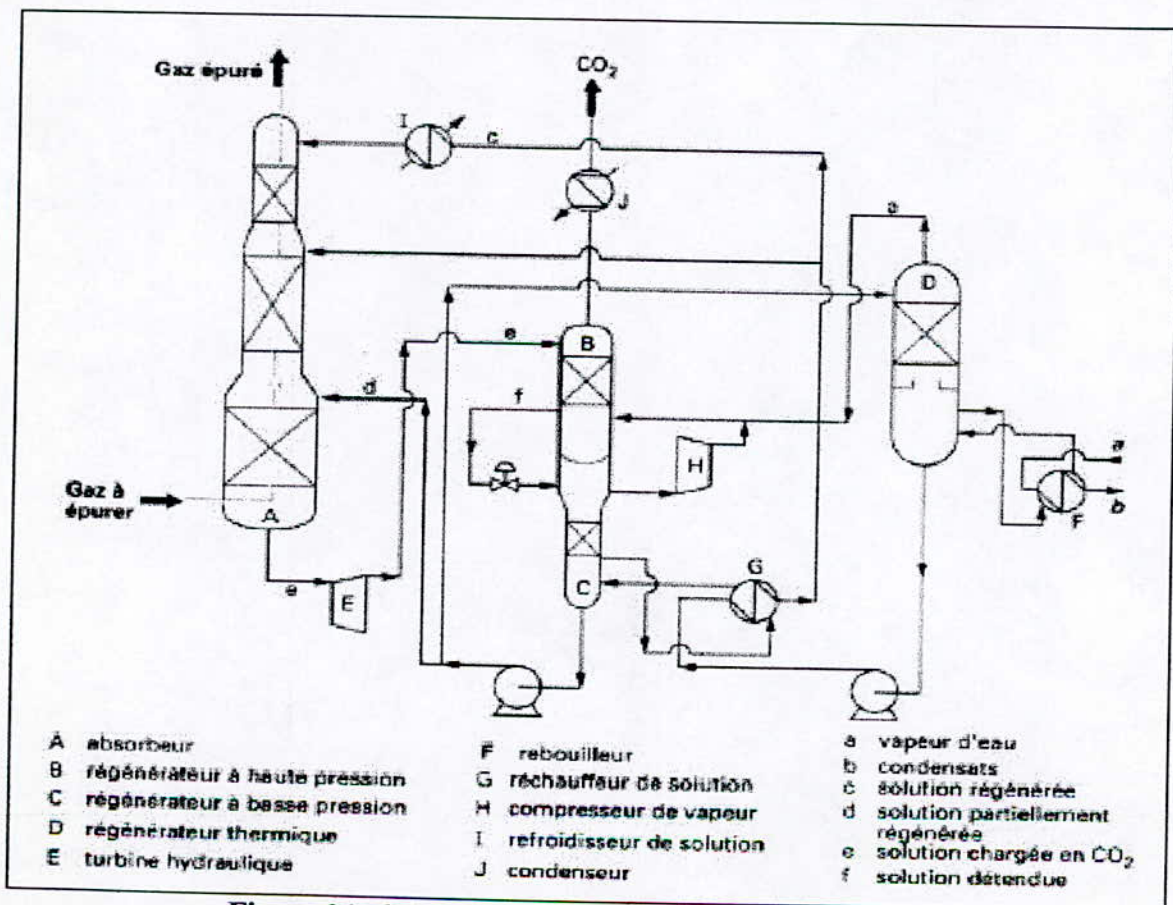 Gaz épuré
CO₂
I
c
J
a
D
B
e
d
f
H
a
b
F
Gaz à
épurer
A
G
C
e
E
A absorbeur
B régénérateur à haute pression
C régénérateur à basse pression
D régénérateur thermique
E turbine hydraulique
F rebouilleur
G réchauffeur de solution
H compresseur de vapeur
I refroidisseur de solution
J condenseur
a vapeur d'eau
b condensats
c solution régénérée
d solution partiellement
régénérée
e solution chargée en CO₂
f solution détendue